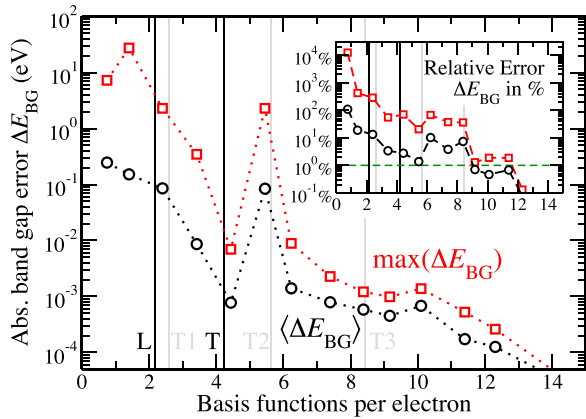 Abs. band gap error ΔE_BG (eV)
10^2
10^1
10^0
10^-1
10^-2
10^-3
10^-4
0 2 4 6 8 10 12 14
Basis functions per electron
L T1 T T2 ⟨ΔE_BG⟩ T3
max(ΔE_BG)
Relative Error
ΔE_BG in %
10^4%
10^3%
10^2%
10^1%
10^0%
10^-1%
0 2 4 6 8 10 12 14